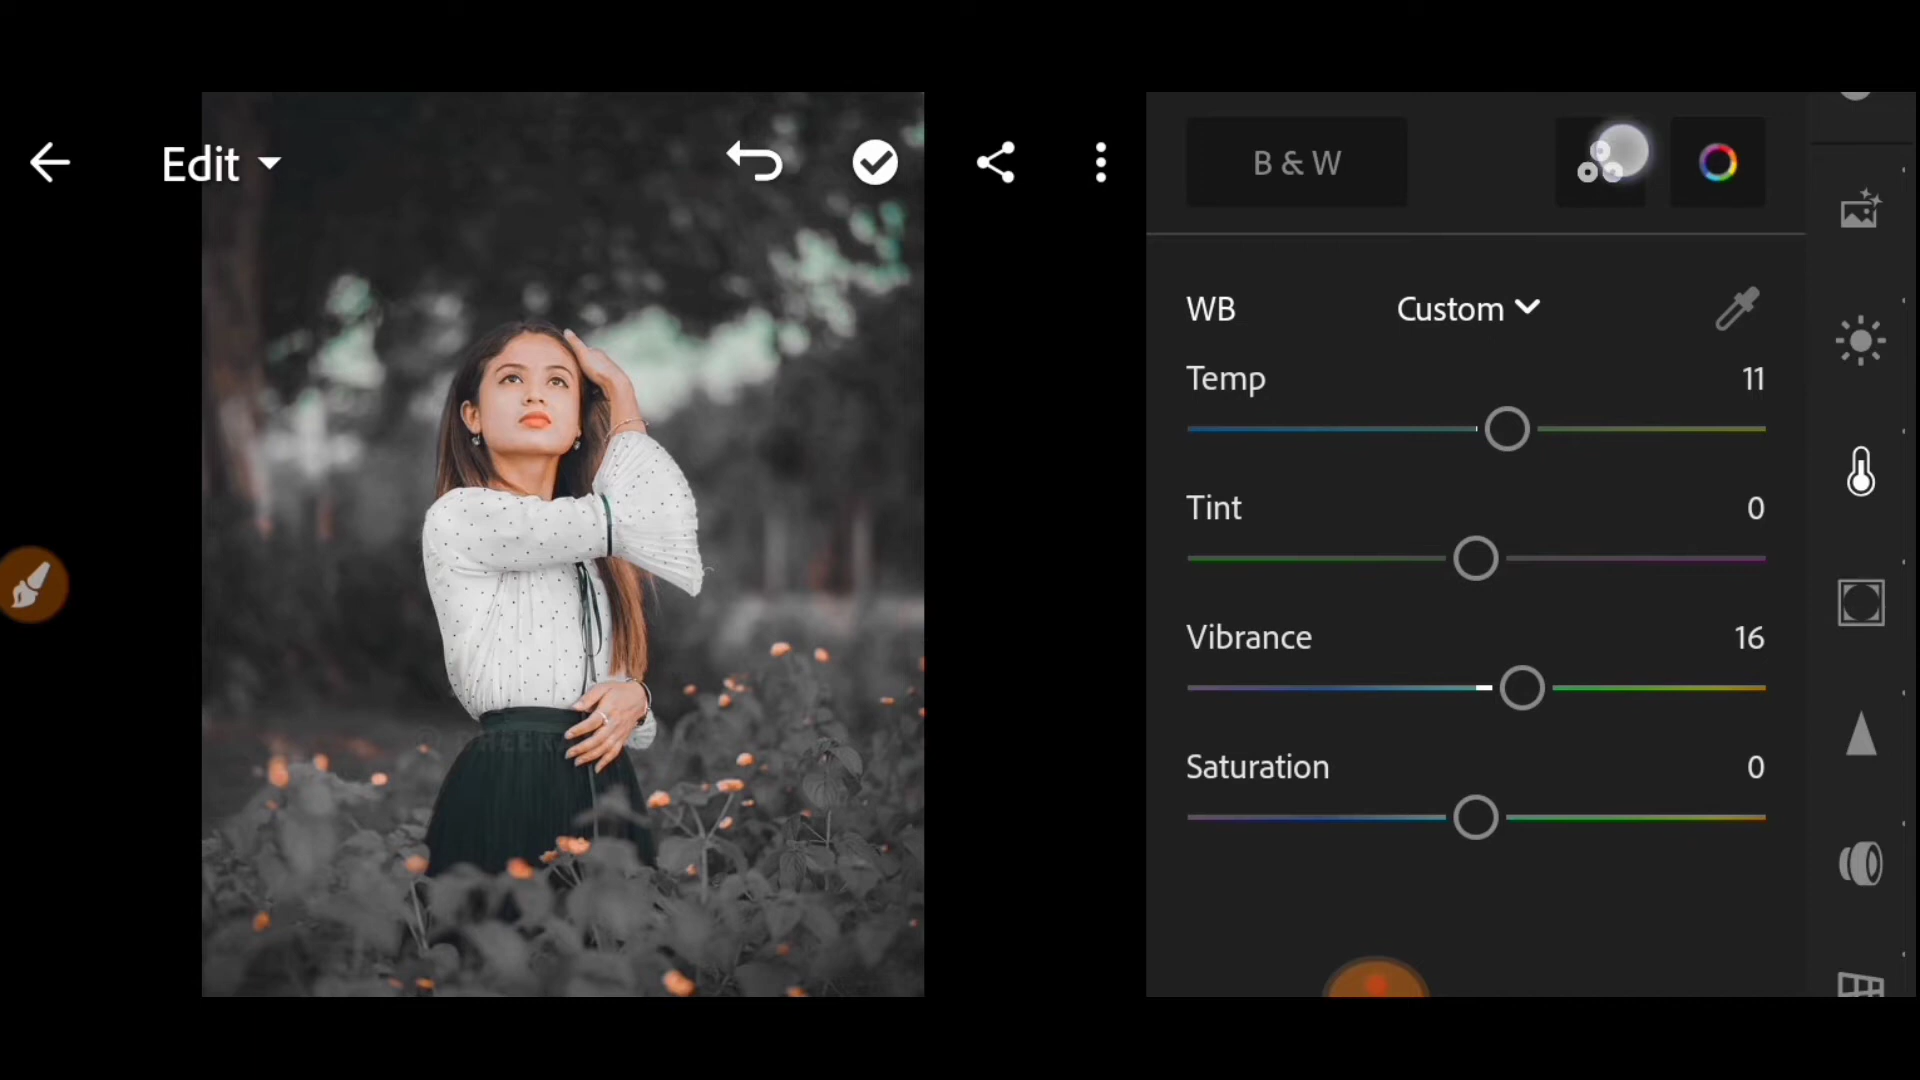 Edit
B & W
WB
Custom
Temp
11
Tint
0
Vibrance
16
Saturation
0